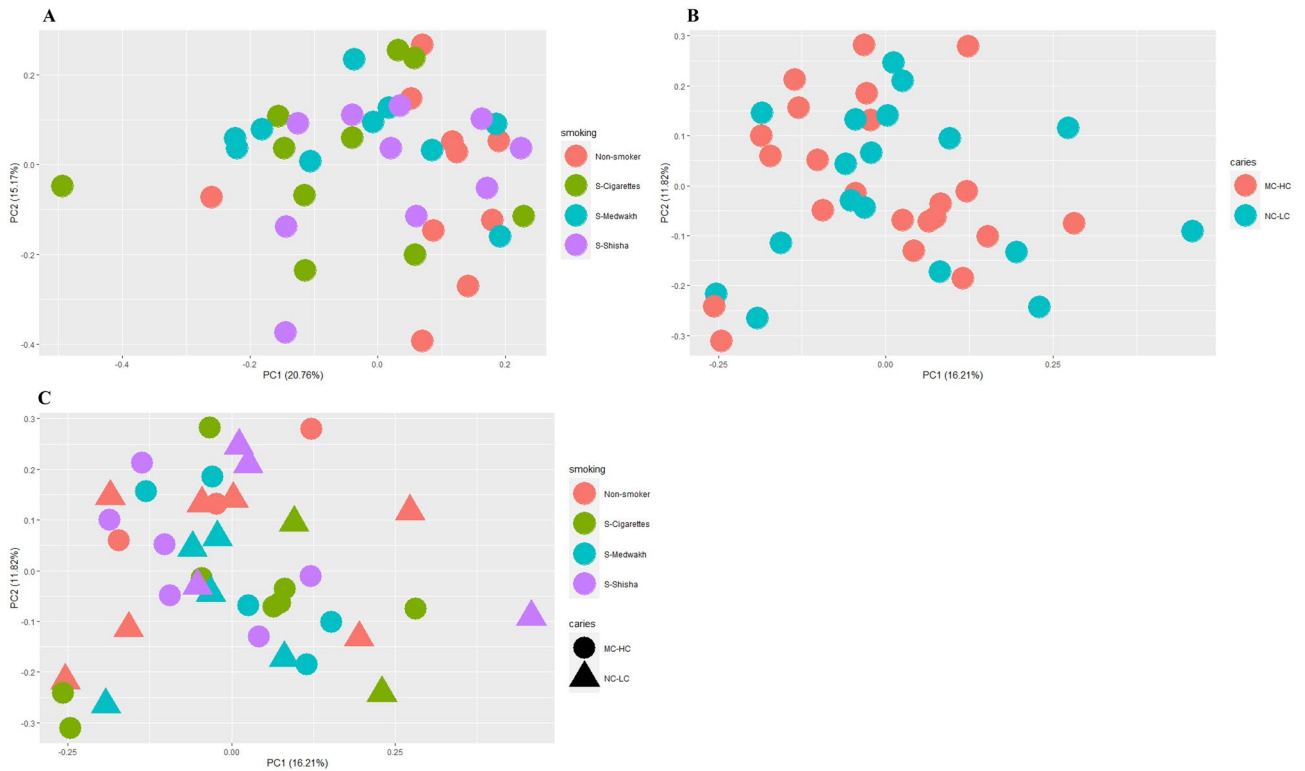 A
0.2
0.0
-0.2
-0.4
-0.4
-0.2
0.0
0.2
PC1 (20.76%)
PC2 (15.17%)
smoking
Non-smoker
S-Cigarettes
S-Medwakh
S-Shisha
B
0.3
0.2
0.1
0.0
-0.1
-0.2
-0.3
-0.25
0.00
0.25
PC1 (16.21%)
PC2 (11.82%)
caries
MC-HC
NC-LC
C
0.3
0.2
0.1
0.0
-0.1
-0.2
-0.3
-0.25
0.00
0.25
PC1 (16.21%)
PC2 (11.82%)
smoking
Non-smoker
S-Cigarettes
S-Medwakh
S-Shisha
caries
MC-HC
NC-LC